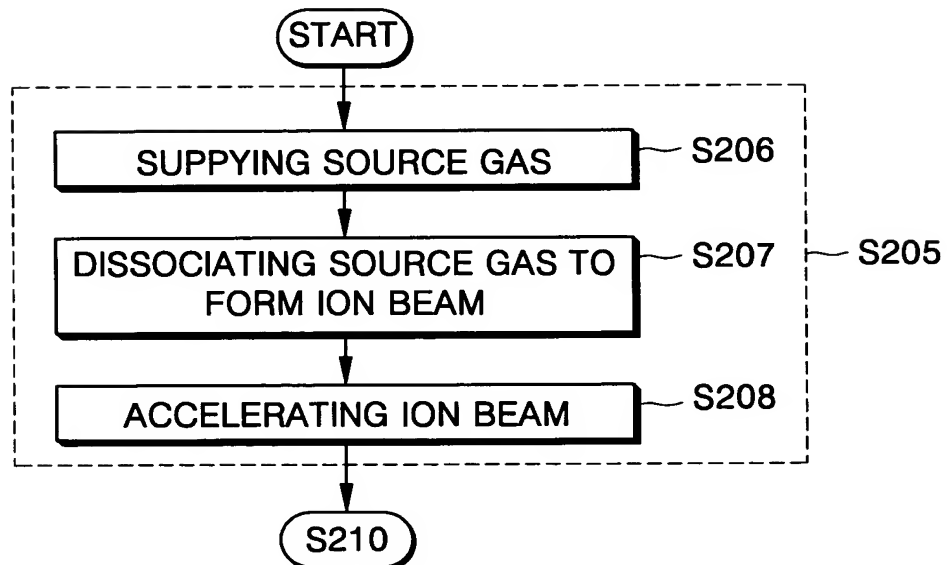 START
SUPPYING SOURCE GAS
S206
DISSOCIATING SOURCE GAS TO
FORM ION BEAM
S207
S205
ACCELERATING ION BEAM
S208
S210